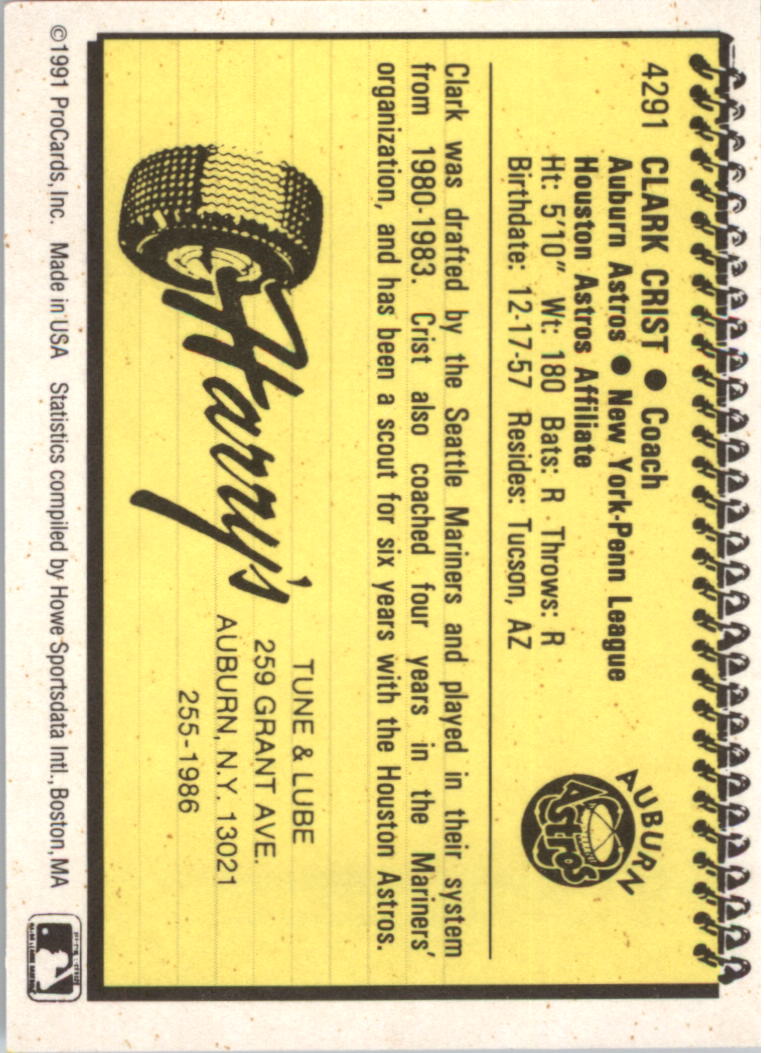 4291 CLARK CRIST ● Coach
Auburn Astros ● New York-Penn League
Houston Astros Affiliate
Ht: 5'10" Wt: 180 Bats: R Throws: R
Birthdate: 12-17-57 Resides: Tucson, AZ
AUBURN
Astros
Clark was drafted by the Seattle Mariners and played in their system
from 1980-1983. Crist also coached four years in the Mariners'
organization, and has been a scout for six years with the Houston Astros.
Harry's
TUNE & LUBE
259 GRANT AVE.
AUBURN, N.Y. 13021
255-1986
©1991 ProCards, Inc. Made in USA Statistics compiled by Howe Sportsdata Intl., Boston, MA